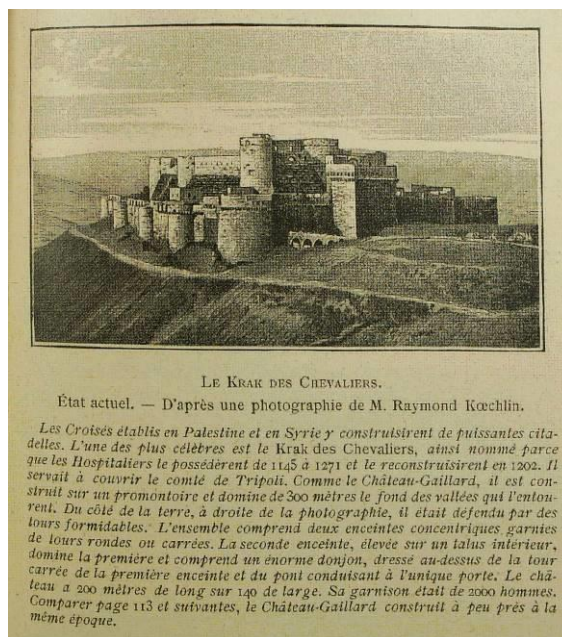 LE KRAK DES CHEVALIERS.
État actuel. — D'après une photographie de M. Raymond Kœchlin.
Les Croisés établis en Palestine et en Syrie y construisirent de puissantes cita-
delles. L'une des plus célèbres est le Krak des Chevaliers, ainsi nommé parce
que les Hospitaliers le possédèrent de 1145 à 1271 et le reconstruisirent en 1202. Il
servait à couvrir le comté de Tripoli. Comme le Château-Gaillard, il est con-
struit sur un promontoire et domine de 300 mètres le fond des vallées qui l'entou-
rent. Du côté de la terre, à droite de la photographie, il était défendu par des
tours formidables. L'ensemble comprend deux enceintes concentriques garnies
de tours rondes ou carrées. La seconde enceinte, élevée sur un talus intérieur,
domine la première et comprend un énorme donjon, dressé au-dessus de la tour
carrée de la première enceinte et du pont conduisant à l'unique porte. Le châ-
teau a 200 mètres de long sur 140 de large. Sa garnison était de 2000 hommes.
Comparer page 113 et suivantes, le Château-Gaillard construit à peu près à la
même époque.